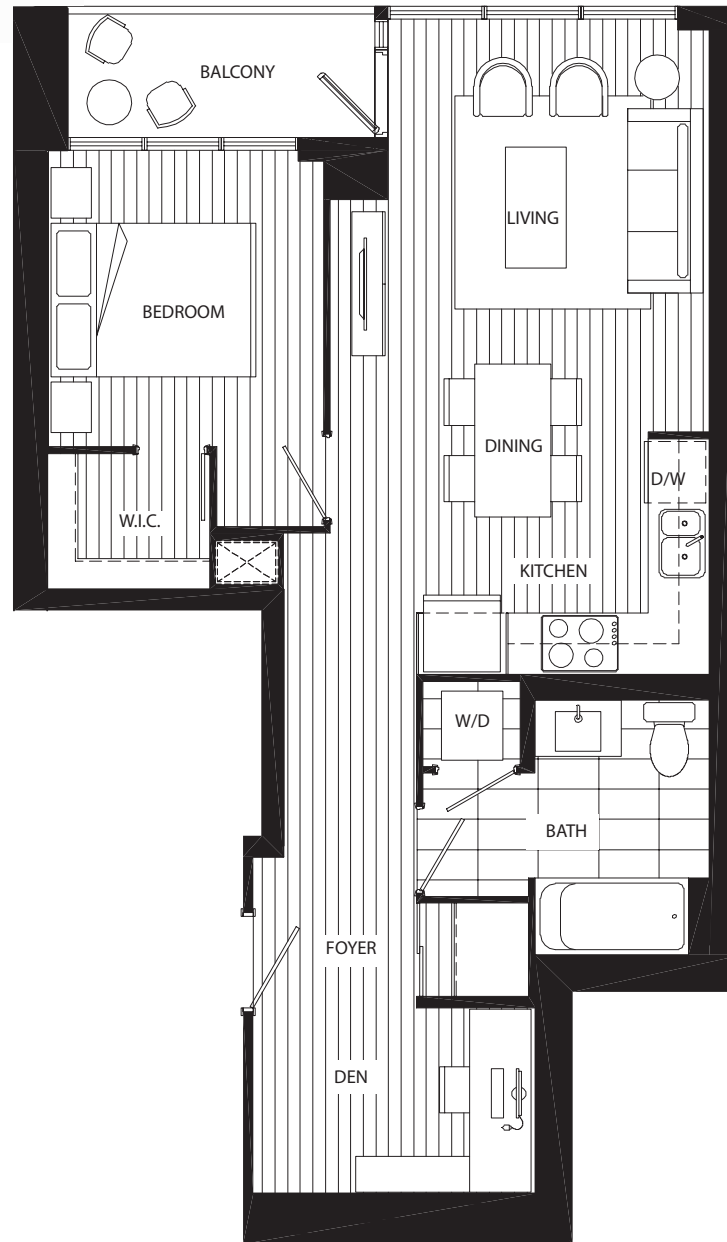 BALCONY
LIVING
BEDROOM
DINING
D/W
W.I.C.
KITCHEN
W/D
BATH
FOYER
DEN